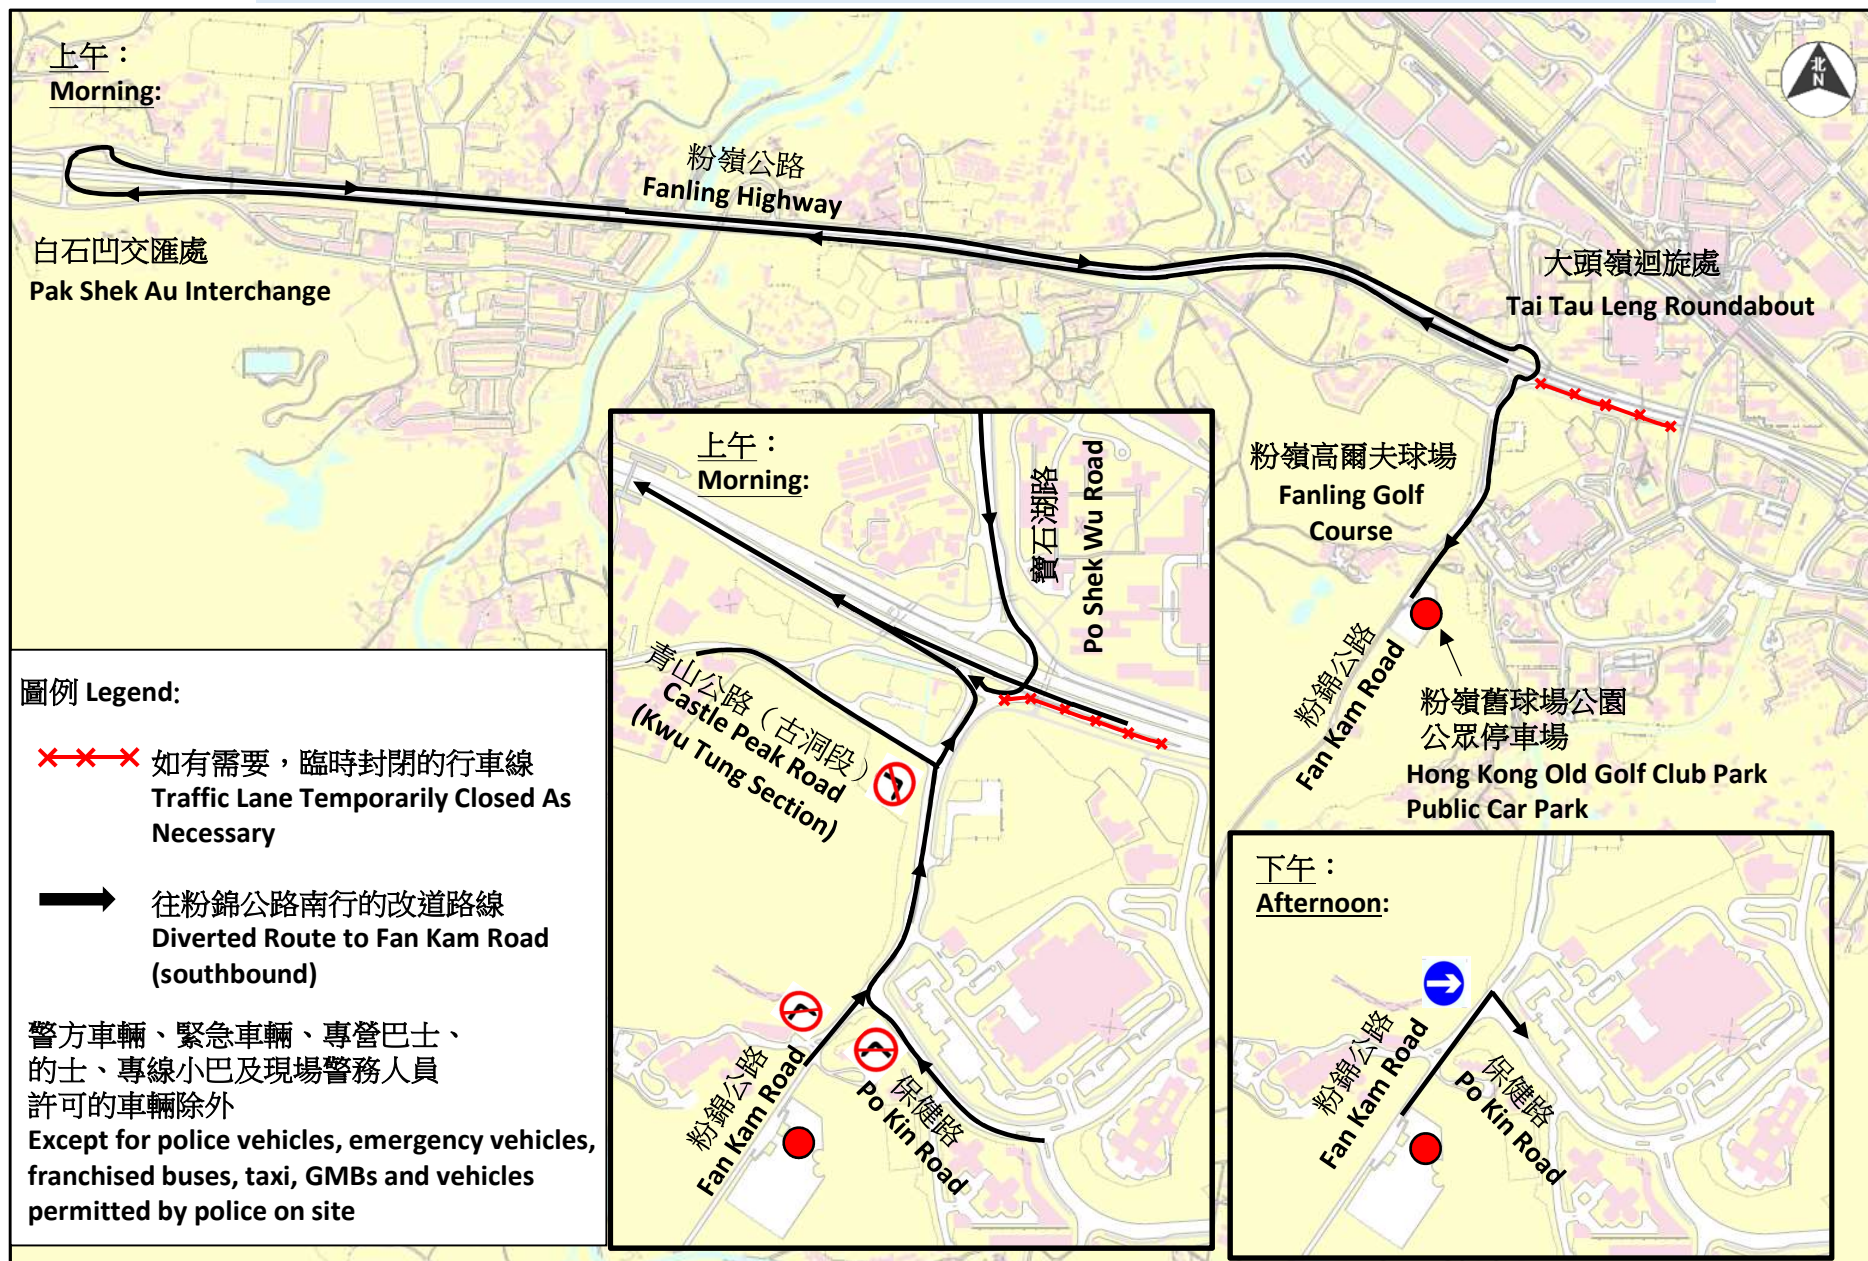 上午：
Morning:
北
N
粉嶺公路
Fanling Highway
白石凹交匯處
Pak Shek Au Interchange
大頭嶺迴旋處
Tai Tau Leng Roundabout
粉嶺高爾夫球場
Fanling Golf
Course
粉錦公路
Fan Kam Road
粉嶺舊球場公園
公眾停車場
Hong Kong Old Golf Club Park
Public Car Park
上午：
Morning:
寶石湖路
Po Shek Wu Road
青山公路（古洞段）
Castle Peak Road
(Kwu Tung Section)
粉錦公路
Fan Kam Road
保健路
Po Kin Road
下午：
Afternoon:
粉錦公路
Fan Kam Road
保健路
Po Kin Road
圖例 Legend:
如有需要，臨時封閉的行車線
Traffic Lane Temporarily Closed As
Necessary
往粉錦公路南行的改道路線
Diverted Route to Fan Kam Road
(southbound)
警方車輛、緊急車輛、專營巴士、
的士、專線小巴及現場警務人員
許可的車輛除外
Except for police vehicles, emergency vehicles,
franchised buses, taxi, GMBs and vehicles
permitted by police on site